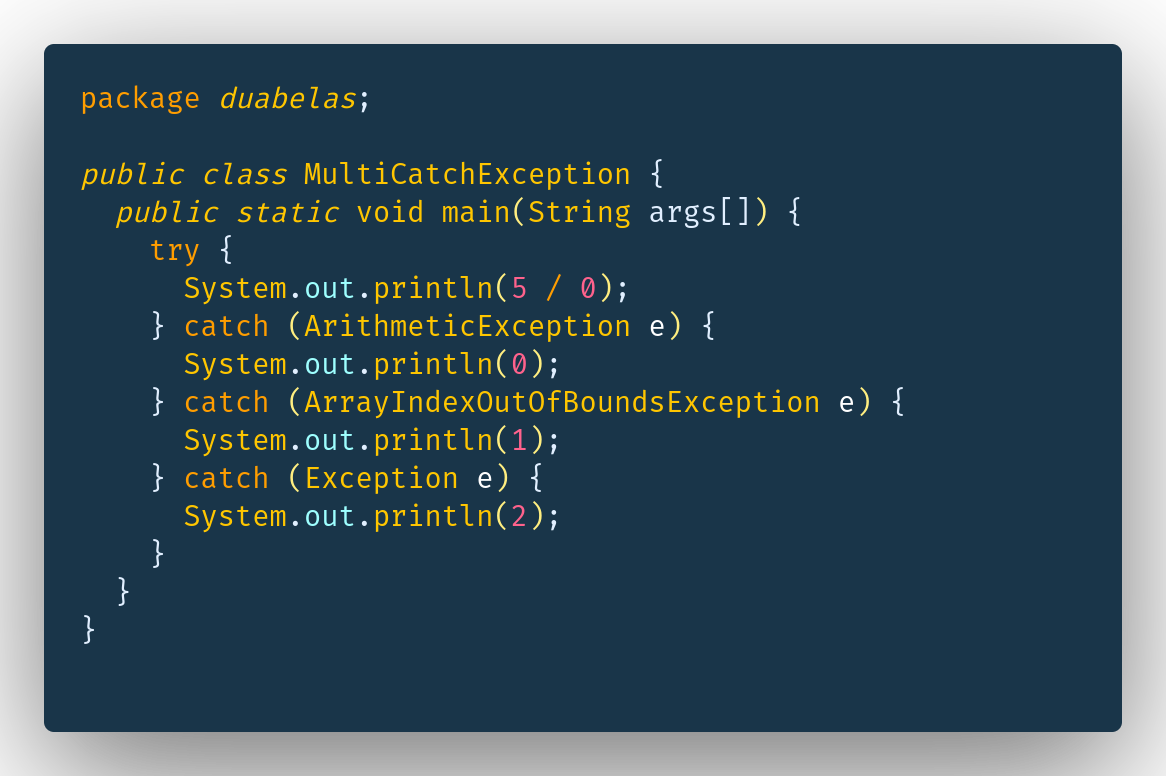 package duabelas;

public class MultiCatchException {
  public static void main(String args[]) {
    try {
      System.out.println(5 / 0);
    } catch (ArithmeticException e) {
      System.out.println(0);
    } catch (ArrayIndexOutOfBoundsException e) {
      System.out.println(1);
    } catch (Exception e) {
      System.out.println(2);
    }
  }
}